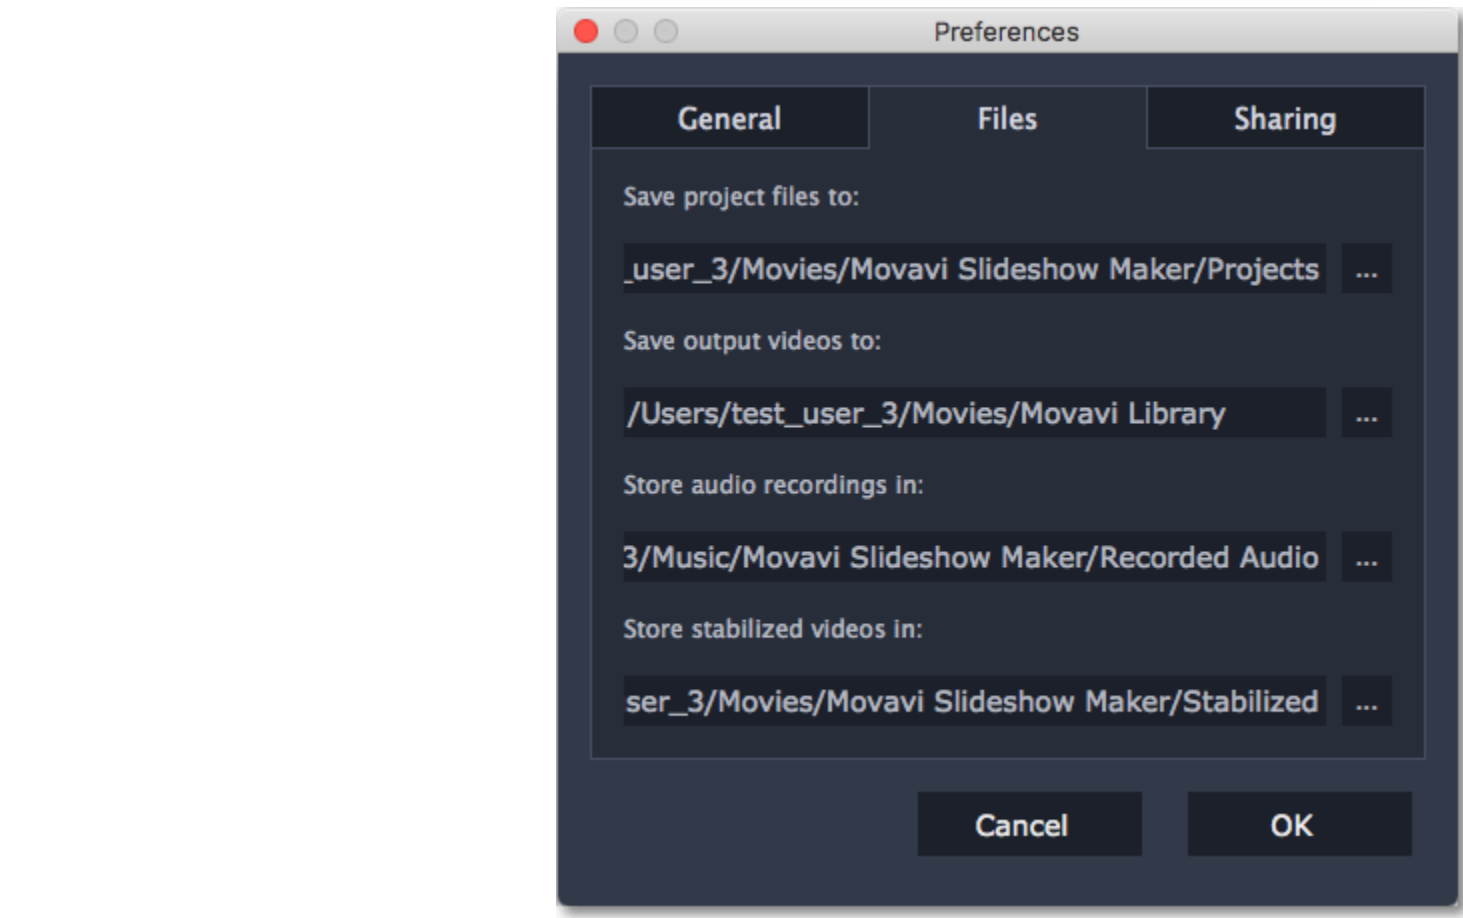 Preferences
General Files Sharing
Save project files to:
_user_3/Movies/Movavi Slideshow Maker/Projects ...
Save output videos to:
/Users/test_user_3/Movies/Movavi Library ...
Store audio recordings in:
3/Music/Movavi Slideshow Maker/Recorded Audio ...
Store stabilized videos in:
ser_3/Movies/Movavi Slideshow Maker/Stabilized ...
Cancel OK